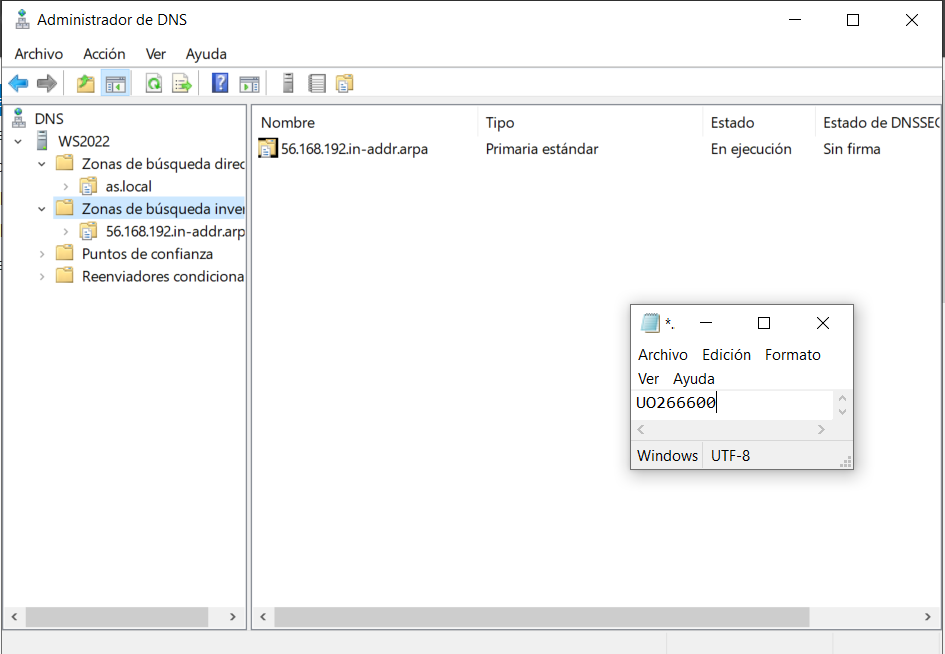 Administrador de DNS
Archivo Acción Ver Ayuda
DNS
WS2022
Zonas de búsqueda direc
as.local
Zonas de búsqueda inver
56.168.192.in-addr.arp
Puntos de confianza
Reenviadores condiciona
Nombre Tipo Estado Estado de DNSSEC
56.168.192.in-addr.arpa Primaria estándar En ejecución Sin firma
*.
Archivo Edición Formato
Ver Ayuda
UO266600
Windows UTF-8